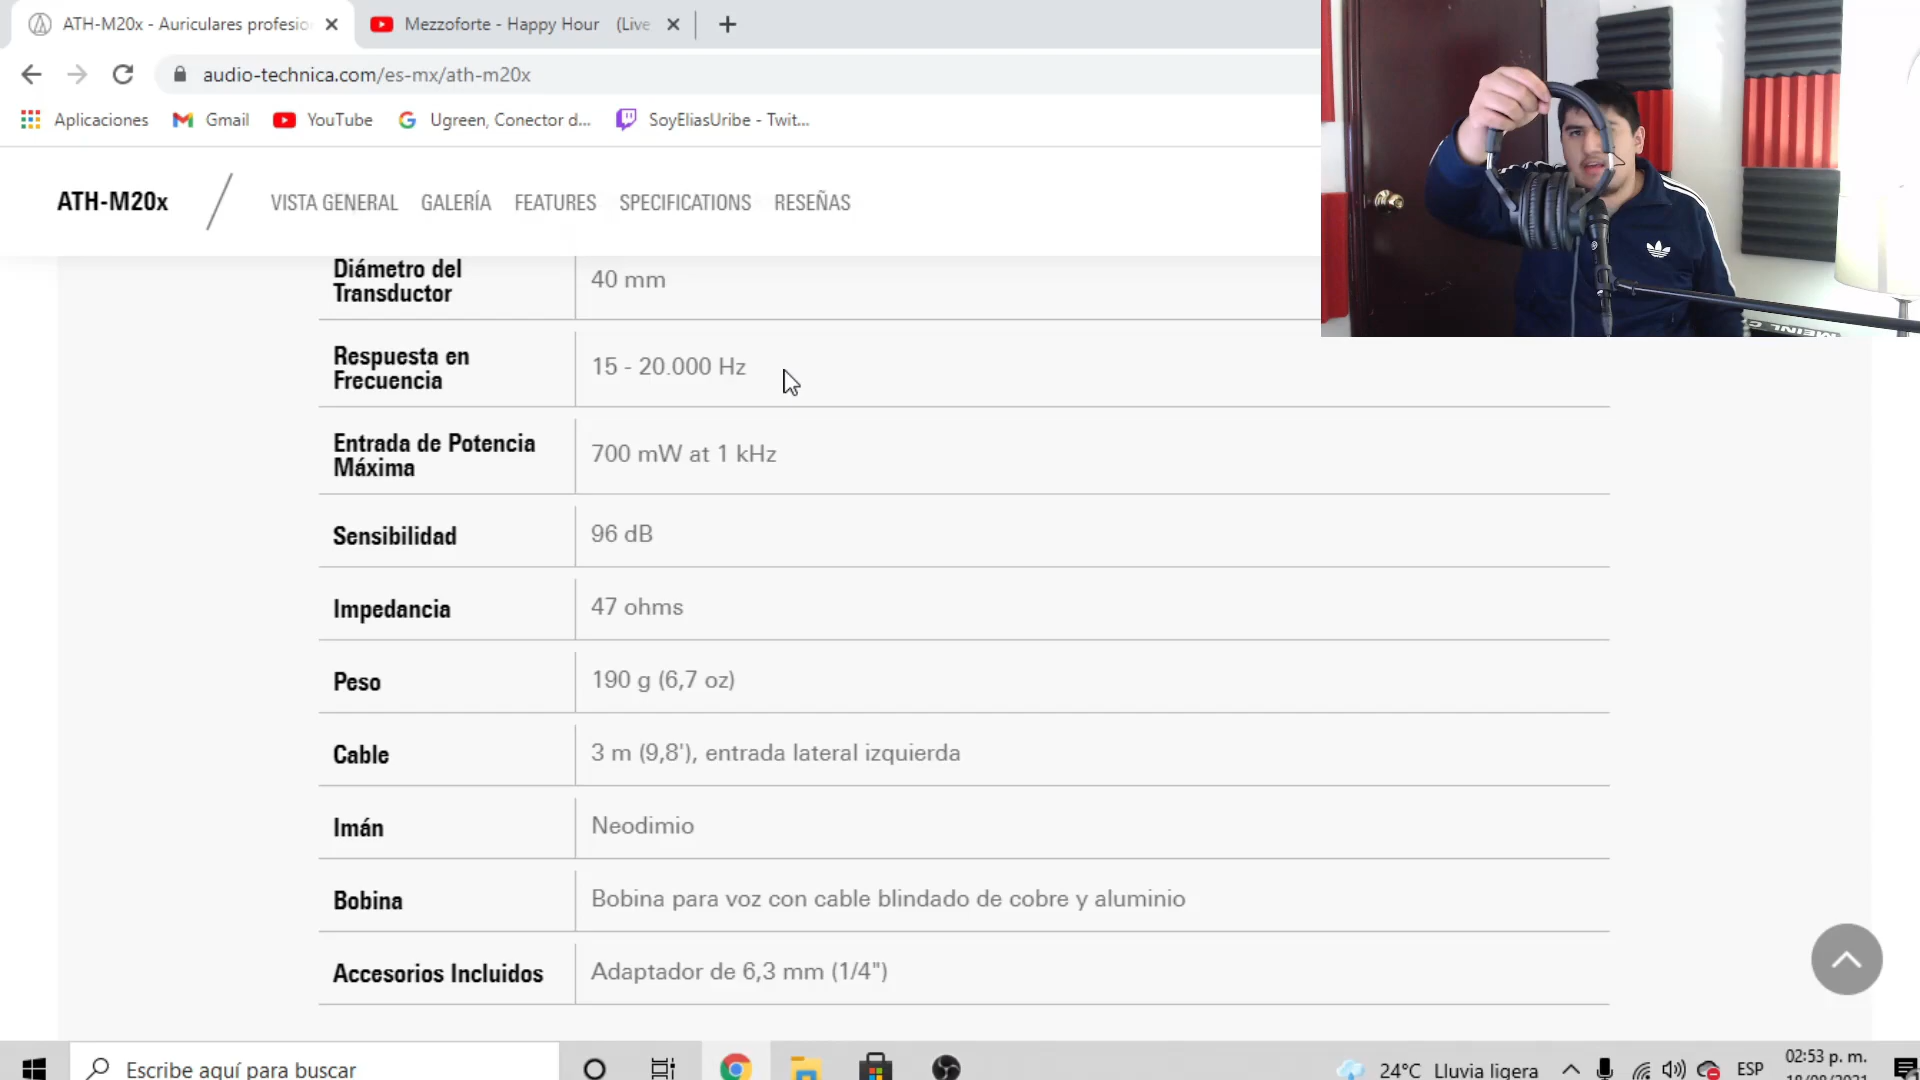 ATH-M20x - Auriculares profesio
Mezzoforte - Happy Hour (Live
audio-technica.com/es-mx/ath-m20x
Aplicaciones Gmail YouTube Ugreen, Conector d... SoyEliasUribe - Twit...
ATH-M20x VISTA GENERAL GALERÍA FEATURES SPECIFICATIONS RESEÑAS
Diámetro del
Transductor
40 mm
Respuesta en
Frecuencia
15 - 20.000 Hz
Entrada de Potencia
Máxima
700 mW at 1 kHz
Sensibilidad
96 dB
Impedancia
47 ohms
Peso
190 g (6,7 oz)
Cable
3 m (9,8'), entrada lateral izquierda
Imán
Neodimio
Bobina
Bobina para voz con cable blindado de cobre y aluminio
Accesorios Incluidos
Adaptador de 6,3 mm (1/4")
MEINL
Escribe aquí para buscar
24°C Lluvia ligera
ESP
02:53 p. m.